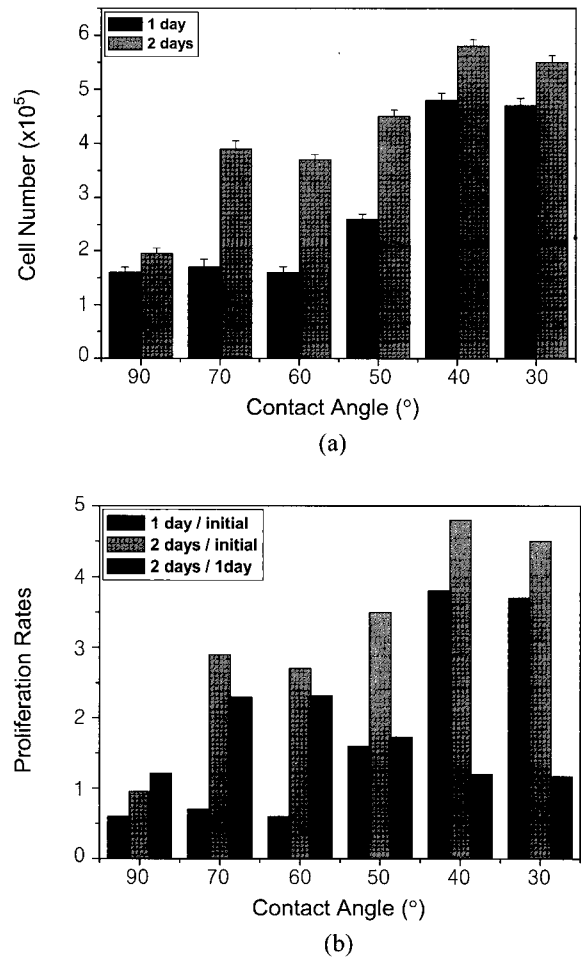 1 day
2 days
Cell Number (x10⁵)
6
5
4
3
2
1
0
90 70 60 50 40 30
Contact Angle (°)
(a)
1 day / initial
2 days / initial
2 days / 1day
Proliferation Rates
5
4
3
2
1
0
90 70 60 50 40 30
Contact Angle (°)
(b)